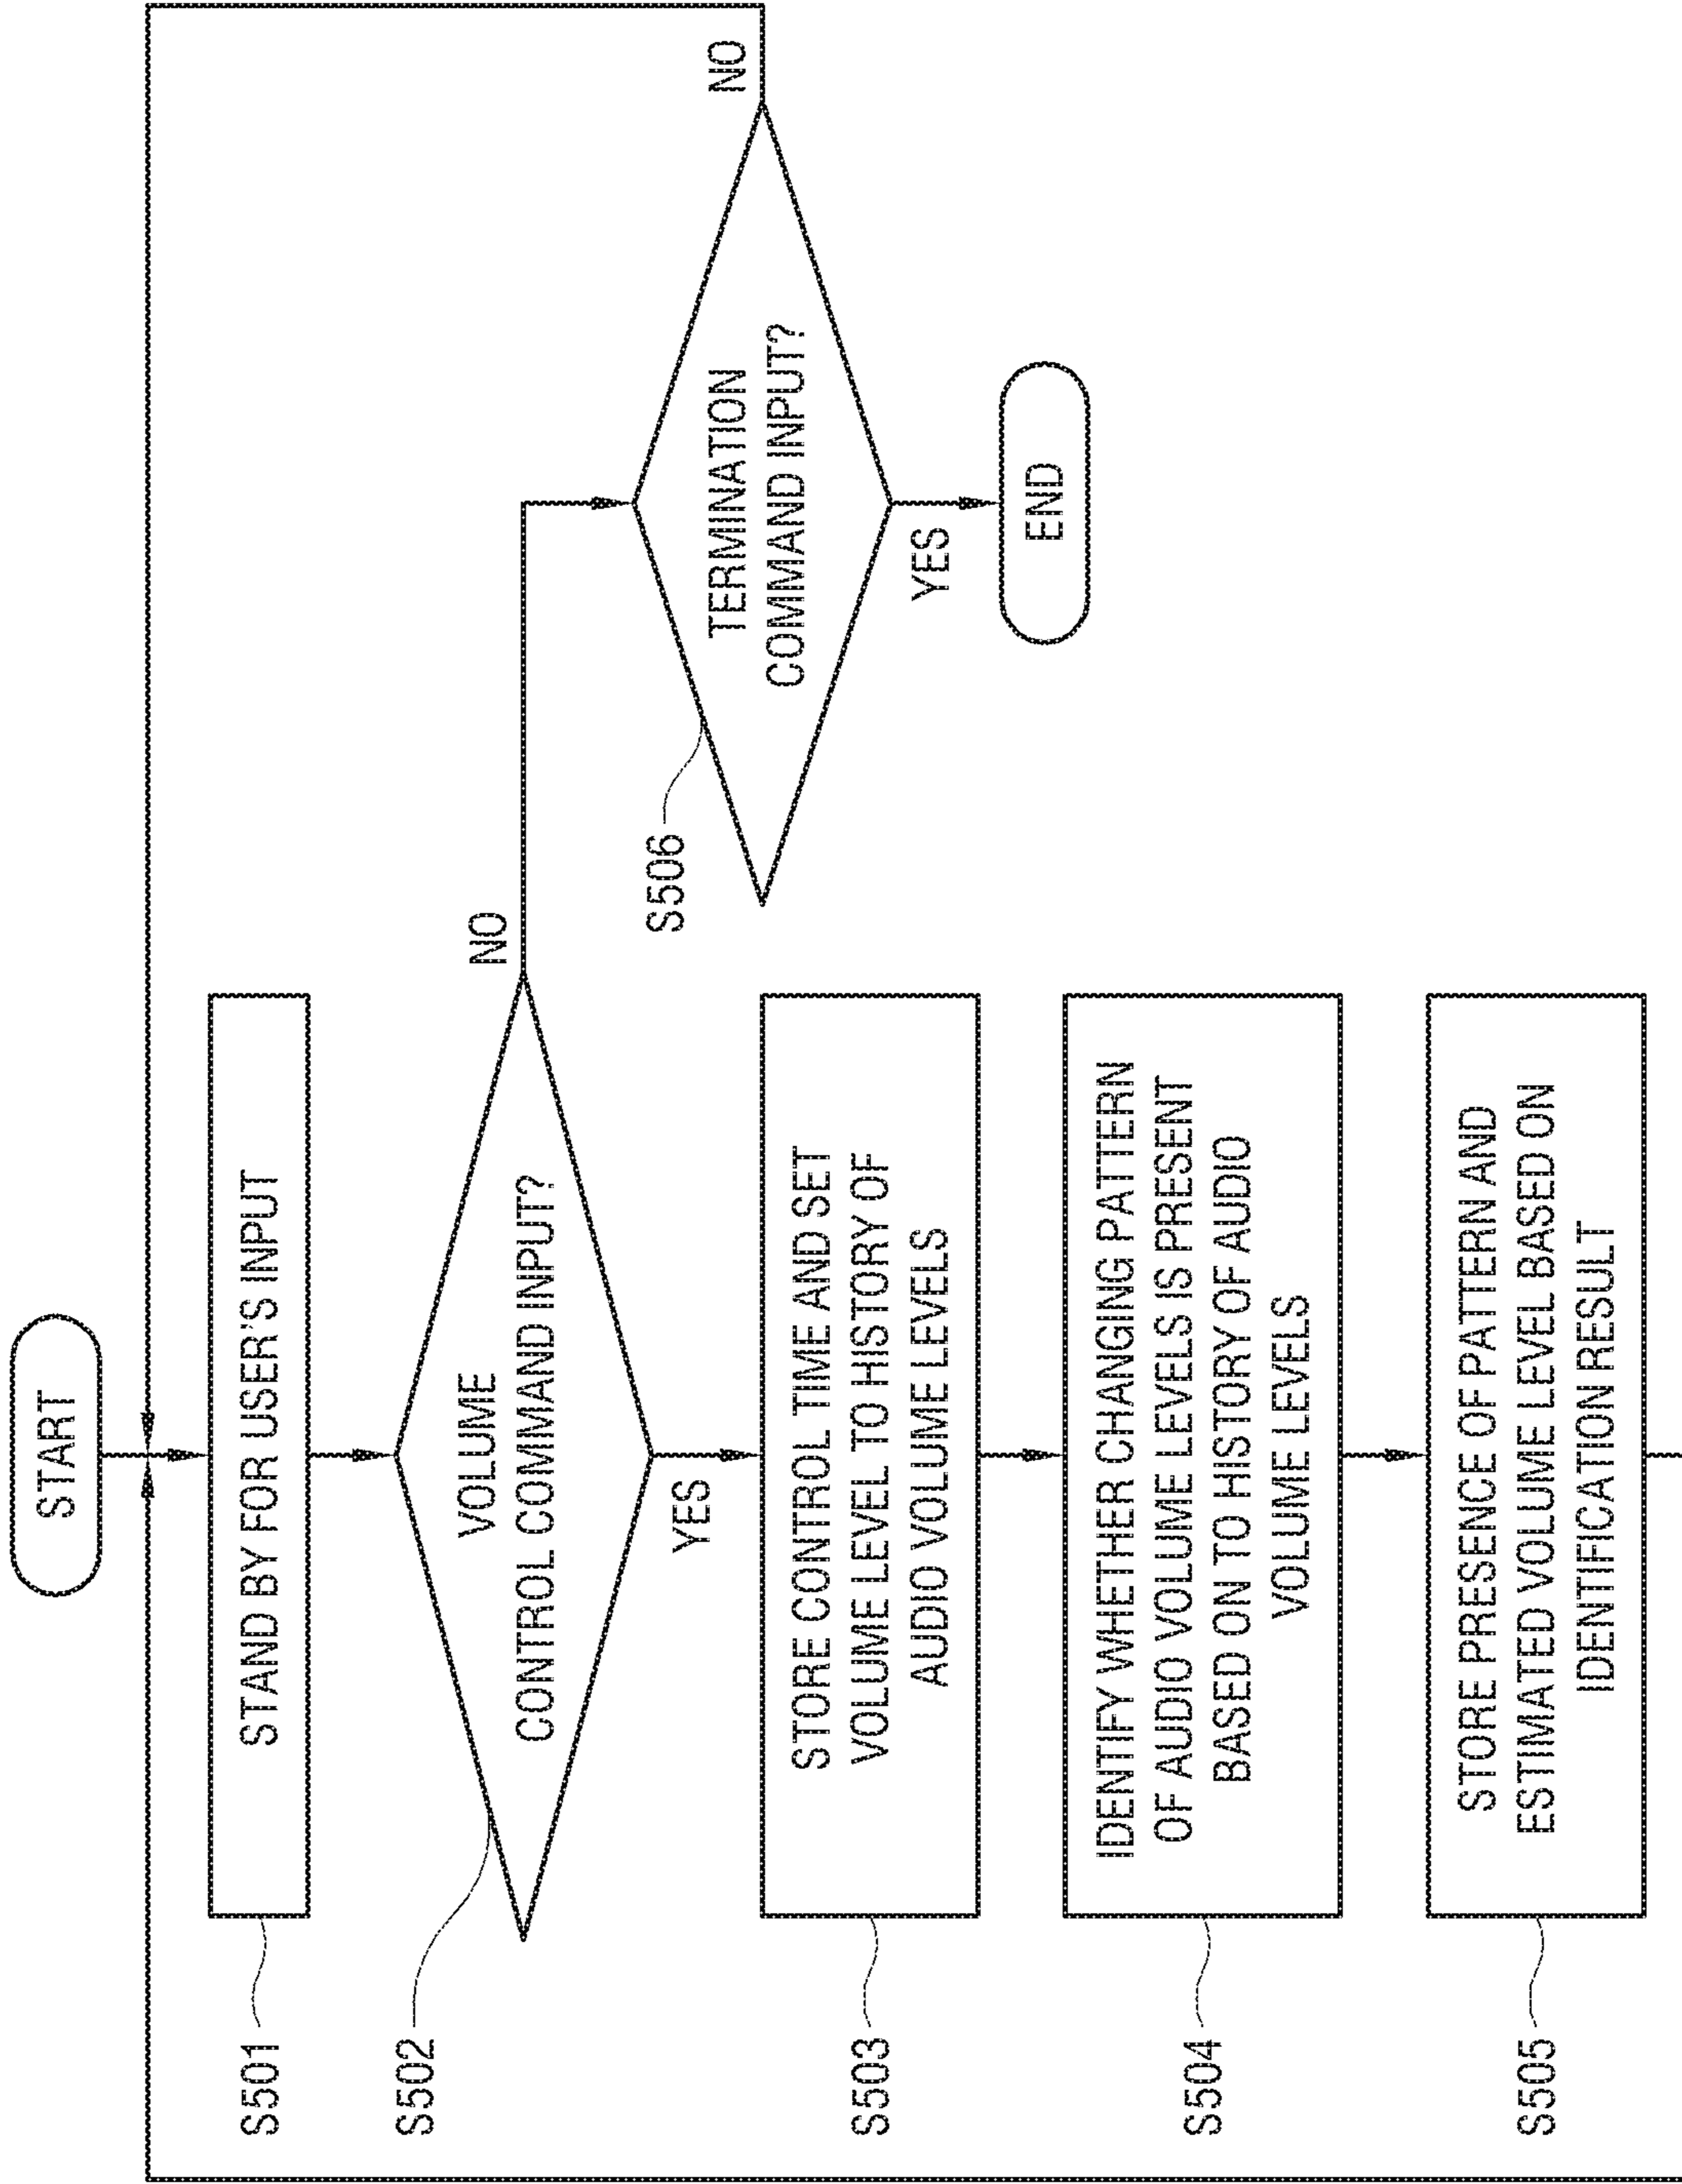 START
S501
STAND BY FOR USER'S INPUT
S502
VOLUME
CONTROL COMMAND INPUT?
NO
YES
S506
TERMINATION
COMMAND INPUT?
NO
YES
END
S503
STORE CONTROL TIME AND SET
VOLUME LEVEL TO HISTORY OF
AUDIO VOLUME LEVELS
S504
IDENTIFY WHETHER CHANGING PATTERN
OF AUDIO VOLUME LEVELS IS PRESENT
BASED ON TO HISTORY OF AUDIO
VOLUME LEVELS
S505
STORE PRESENCE OF PATTERN AND
ESTIMATED VOLUME LEVEL BASED ON
IDENTIFICATION RESULT